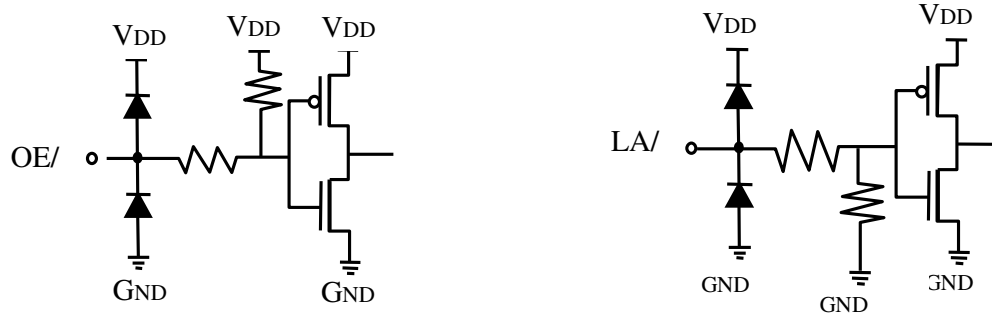 VDD VDD VDD
OE/
GND GND
VDD VDD
LA/
GND GND GND